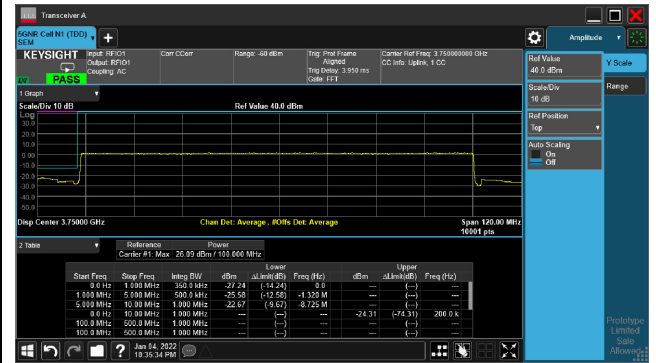 Transceiver A
5GNR Cell N1 (TDD)
SEM
Amplitude
KEYSIGHT
EXT
PASS
Input: RFIO1
Output: RFIO1
Coupling: AC
Corr CCorr
Range: -60 dBm
Trig: Prot Frame
Aligned
Trig Delay: 3.950 ms
Gate: FFT
Carrier Ref Freq: 3.750000000 GHz
CC Info: Uplink, 1 CC
Ref Value
40.0 dBm
Y Scale
Scale/Div
10 dB
Range
Ref Position
Top
Auto Scaling
On
Off
1 Graph
Scale/Div 10 dB
Ref Value 40.0 dBm
Log
30.0
20.0
10.0
0.00
-10.0
-20.0
-30.0
-40.0
-50.0
Disp Center 3.75000 GHz
Chan Det: Average , #Offs Det: Average
Span 120.00 MHz
10001 pts
2 Table
Reference Power
Carrier #1: Max 26.09 dBm / 100.000 MHz
Lower Upper
Start Freq Stop Freq Integ BW dBm ΔLimit(dB) Freq (Hz) dBm ΔLimit(dB) Freq (Hz)
0.0 Hz 1.000 MHz 350.0 kHz -27.24 (-14.24) 0.0 --- (---) ---
1.000 MHz 5.000 MHz 500.0 kHz -25.58 (-12.58) -1.320 M --- (---) ---
5.000 MHz 10.00 MHz 1.000 MHz -22.67 (-9.67) -8.725 M --- (---) ---
0.0 Hz 10.00 MHz 1.000 MHz --- (---) --- -24.31 (-74.31) 200.0 k
100.0 MHz 500.0 MHz 1.000 MHz --- (---) --- --- (---) ---
100.0 MHz 500.0 MHz 1.000 MHz --- (---) --- --- (---) ---
Prototype
Limited
Sale
Allowed
Jan 04, 2022
10:35:34 PM